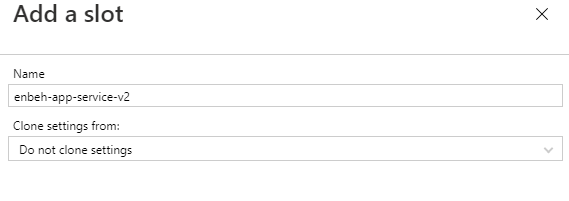 Add a slot
Name
enbeh-app-service-v2
Clone settings from:
Do not clone settings